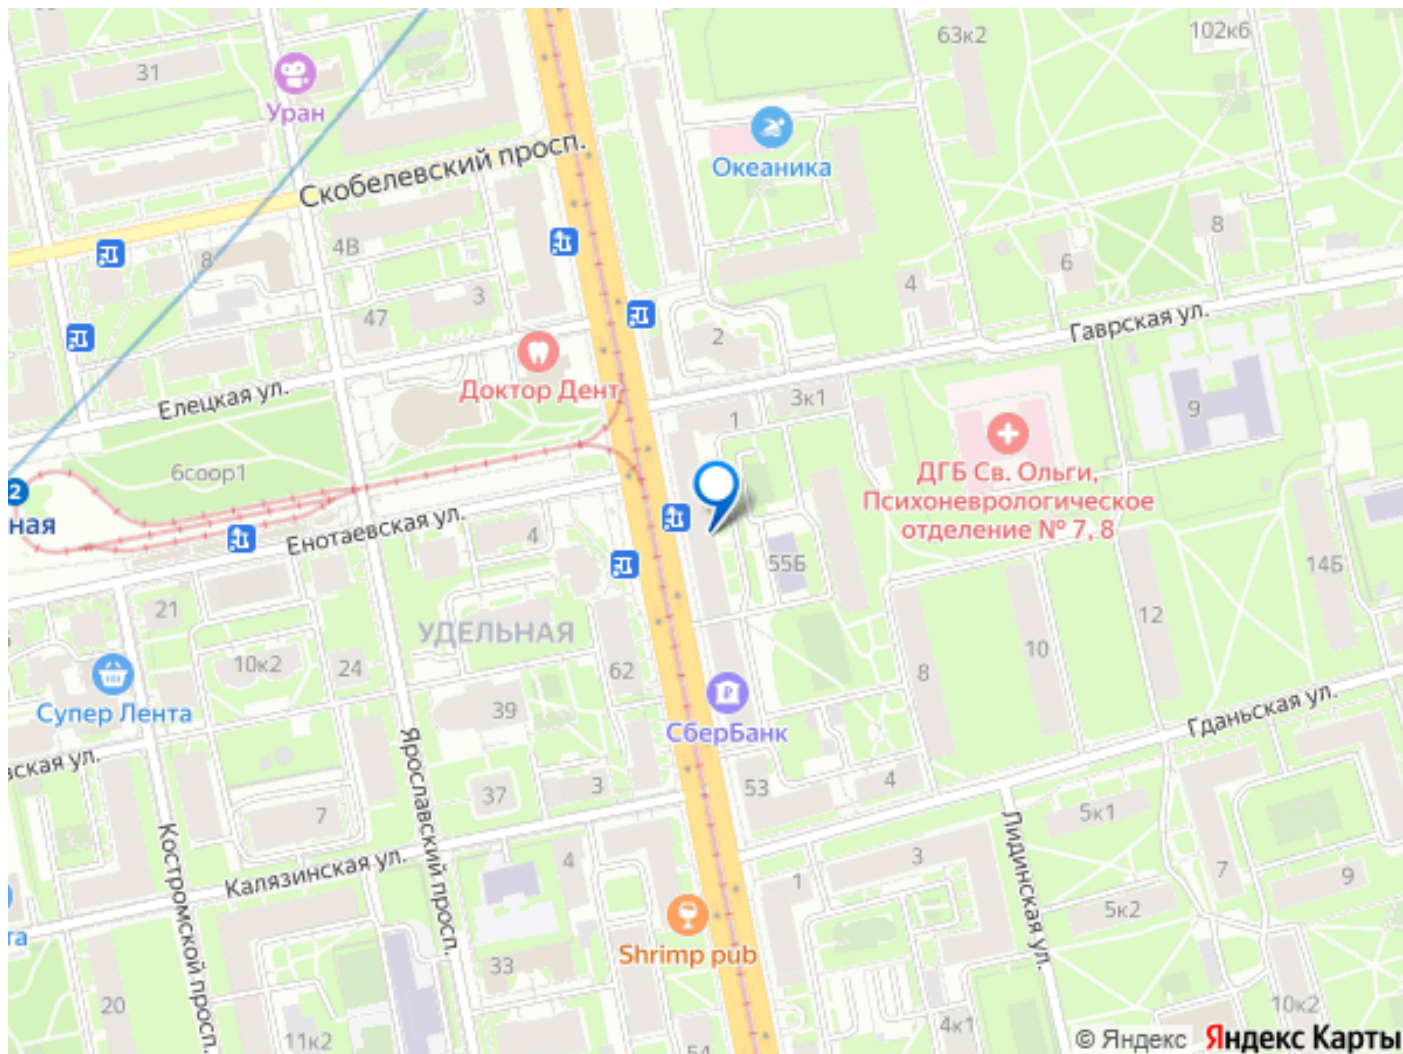 63к2
102к6
31
Уран
Океаника
Скобелевский просп.
8
4В
8
6
4
3
47
2
Гаврская ул.
Доктор Дент
Елецкая ул.
3к1
1
9
6соор1
ДГБ Св. Ольги,
Психоневрологическое
отделение № 7, 8
2
ная
Енотаевская ул.
4
55Б
14Б
21
УДЕЛЬНАЯ
12
10к2
24
62
10
8
Супер Лента
39
СберБанк
Гданьская ул.
ская ул.
Ярославский просп.
37
3
53
4
7
5к1
Костромской просп.
Калязинская ул.
4
3
Лидинская ул.
7
9
1
5к2
та
Shrimp pub
33
20
10к2
4к1
11к2
54
© Яндекс Яндекс Карты